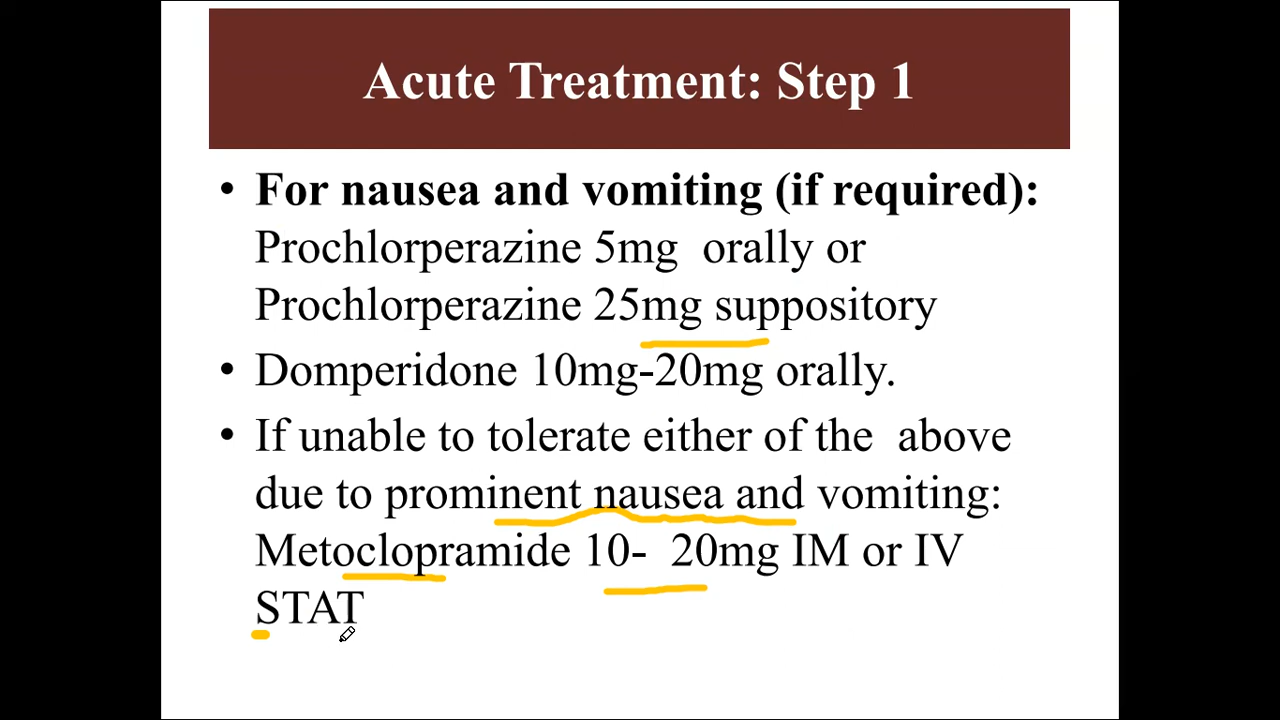 Acute Treatment: Step 1
• For nausea and vomiting (if required):
Prochlorperazine 5mg  orally or
Prochlorperazine 25mg suppository
• Domperidone 10mg-20mg orally.
• If unable to tolerate either of the  above
due to prominent nausea and vomiting:
Metoclopramide 10-  20mg IM or IV
STAT